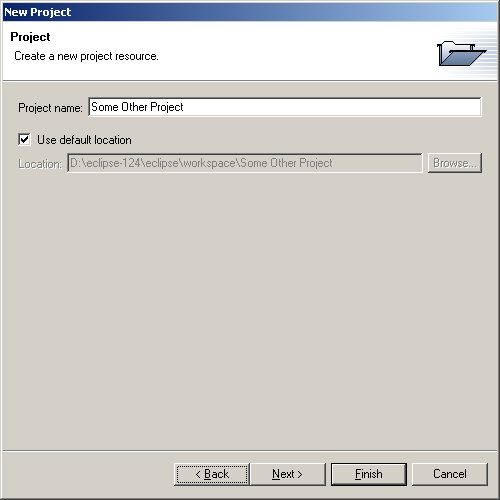 New Project
Project
Create a new project resource.
Project name: Some Other Project
Use default location
Location: D:\eclipse-124\eclipse\workspace\Some Other Project Browse...
< Back Next > Finish Cancel